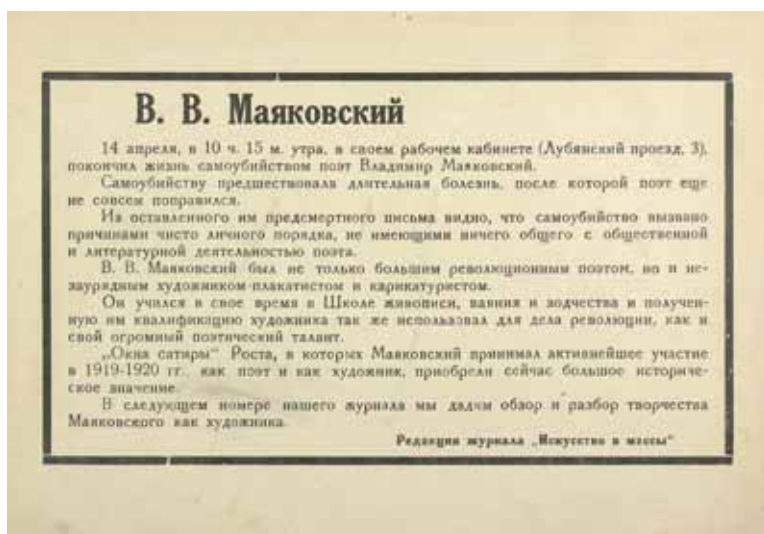 В. В. Маяковский
14 апреля, в 10 ч. 15 м. утра, в своем рабочем кабинете (Лубянский проезд, 3),
покончил жизнь самоубийством поэт Владимир Маяковский.
Самоубийству предшествовала длительная болезнь, после которой поэт еще
не совсем поправился.
Из оставленного им предсмертного письма видно, что самоубийство вызвано
причинами чисто личного порядка, не имеющими ничего общего с общественной
и литературной деятельностью поэта.
В. В. Маяковский был не только большим революционным поэтом, но и не-
заурядным художником-плакатистом и карикатуристом.
Он учился в свое время в Школе живописи, ваяния и зодчества и получен-
ную им квалификацию художника так же использовал для дела революции, как и
свой огромный поэтический талант.
„Окна сатиры“ Роста, в которых Маяковский принимал активнейшее участие
в 1919-1920 гг., как поэт и как художник, приобрели сейчас большое историче-
ское значение.
В следующем номере нашего журнала мы дадим обзор и разбор творчества
Маяковского как художника.
Редакция журнала „Искусство в массы“